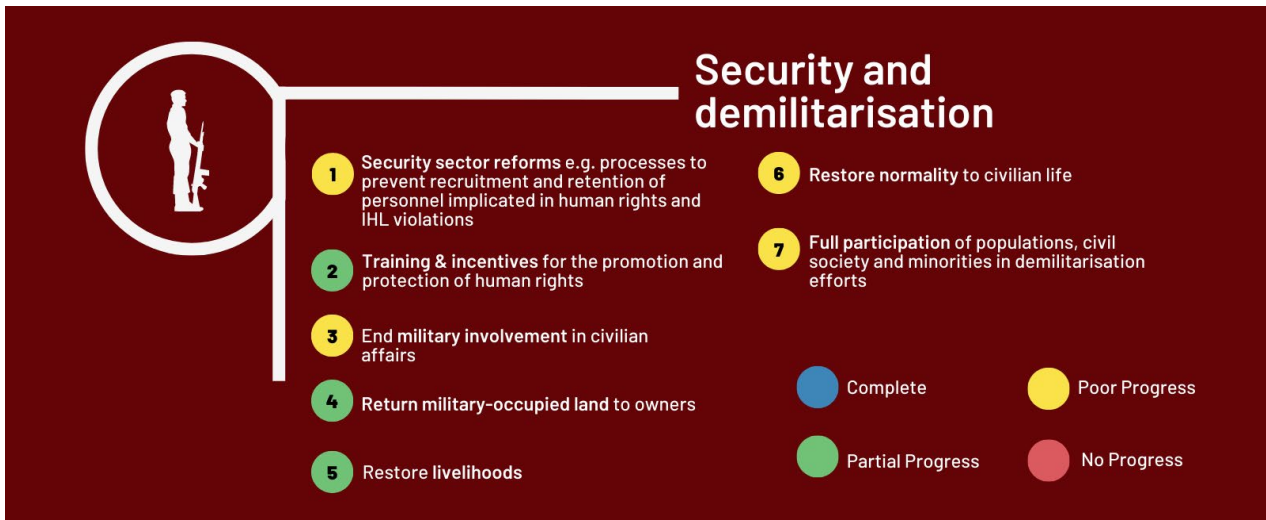 Security and
demilitarisation
1
Security sector reforms e.g. processes to
prevent recruitment and retention of
personnel implicated in human rights and
IHL violations
2
Training & incentives for the promotion and
protection of human rights
3
End military involvement in civilian
affairs
4
Return military-occupied land to owners
5
Restore livelihoods
6
Restore normality to civilian life
7
Full participation of populations, civil
society and minorities in demilitarisation
efforts
Complete
Poor Progress
Partial Progress
No Progress